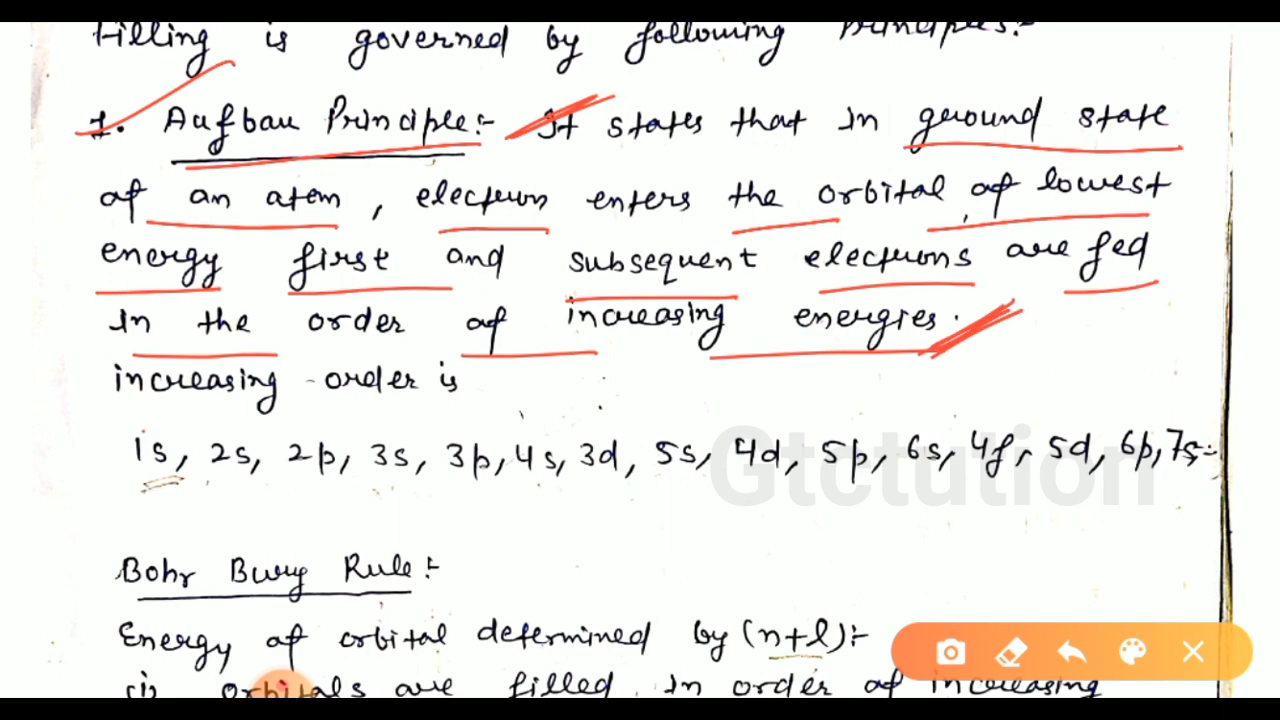 Filling is governed by following Principles:-
1. Aufbau Principle:- It states that in ground state
of an atom, electron enters the orbital of lowest
energy first and subsequent electrons are fed
in the order of increasing energies.
increasing order is
1s, 2s, 2p, 3s, 3p, 4s, 3d, 5s, 4d, 5p, 6s, 4f, 5d, 6p, 7s:-
Gtctution
Bohr Bury Rule:-
Energy of orbital determined by (n+l):-
(i) orbitals are filled in order of increasing